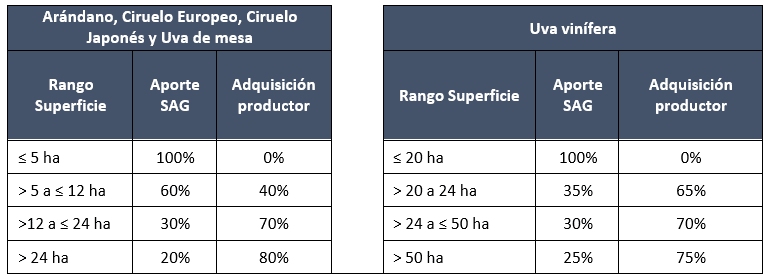 Arándano, Ciruelo Europeo, Ciruelo
Japonés y Uva de mesa
Rango
Superficie
Aporte
SAG
Adquisición
productor
≤ 5 ha 100% 0%
> 5 a ≤ 12 ha 60% 40%
>12 a ≤ 24 ha 30% 70%
> 24 ha 20% 80%
Uva vinífera
Rango Superficie
Aporte
SAG
Adquisición
productor
≤ 20 ha 100% 0%
> 20 a 24 ha 35% 65%
> 24 a ≤ 50 ha 30% 70%
> 50 ha 25% 75%